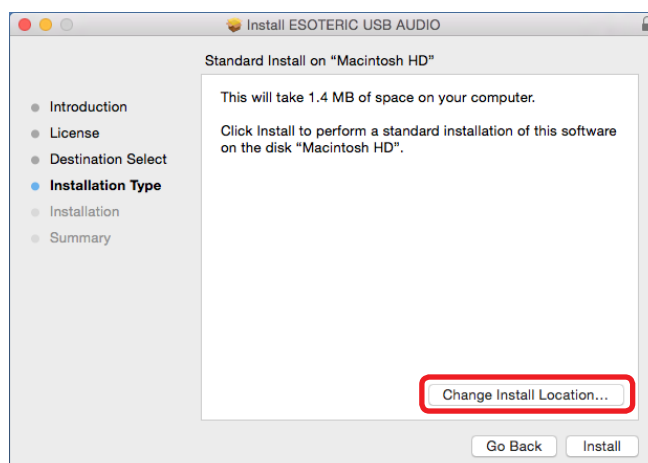 Install ESOTERIC USB AUDIO
Standard Install on “Macintosh HD”
Introduction
License
Destination Select
Installation Type
Installation
Summary
This will take 1.4 MB of space on your computer.
Click Install to perform a standard installation of this software
on the disk “Macintosh HD”.
Change Install Location...
Go Back
Install